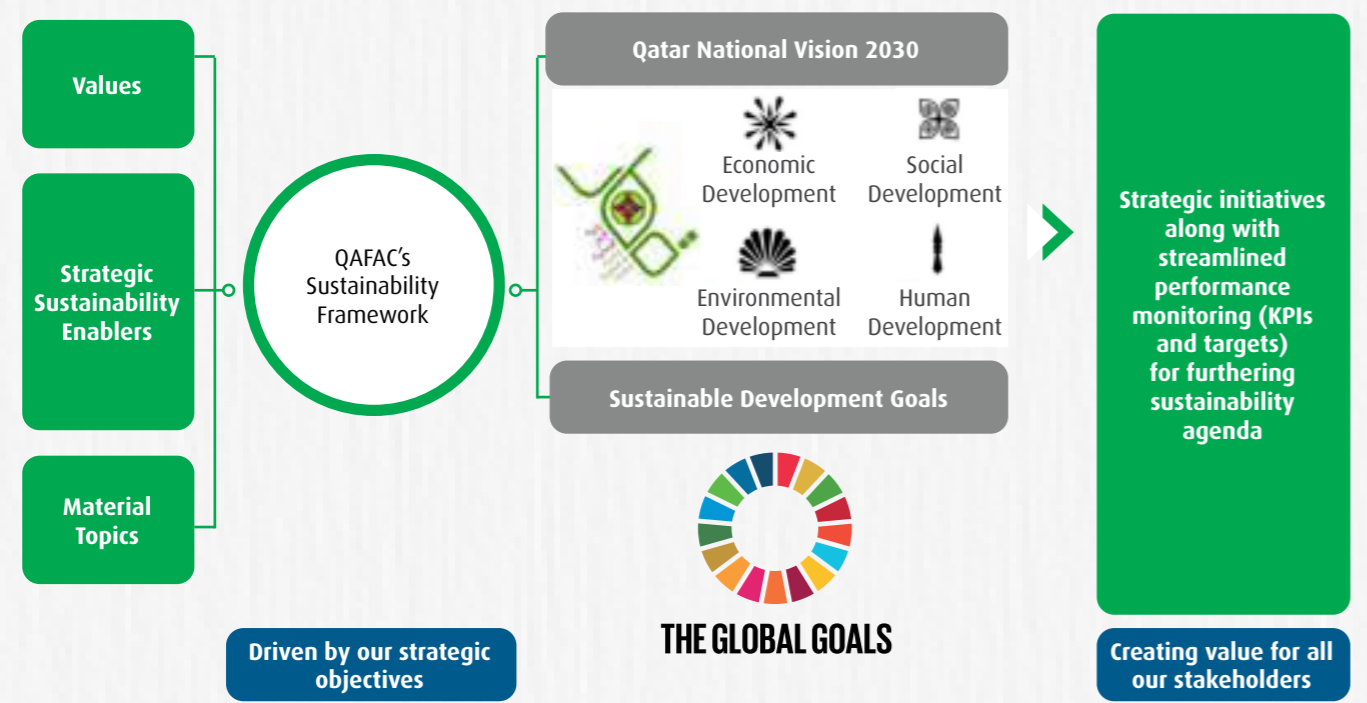 Values
Strategic
Sustainability
Enablers
Material
Topics
QAFAC's
Sustainability
Framework
Driven by our strategic
objectives
Qatar National Vision 2030
Economic
Development
Social
Development
Environmental
Development
Human
Development
Sustainable Development Goals
THE GLOBAL GOALS
Strategic initiatives
along with
streamlined
performance
monitoring (KPIs
and targets)
for furthering
sustainability
agenda
Creating value for all
our stakeholders